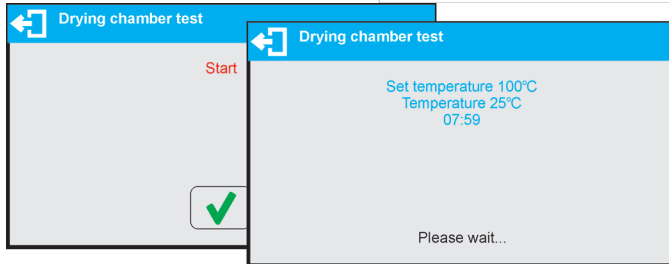 Drying chamber test
Start
Drying chamber test
Set temperature 100°C
Temperature 25°C
07:59
Please wait...